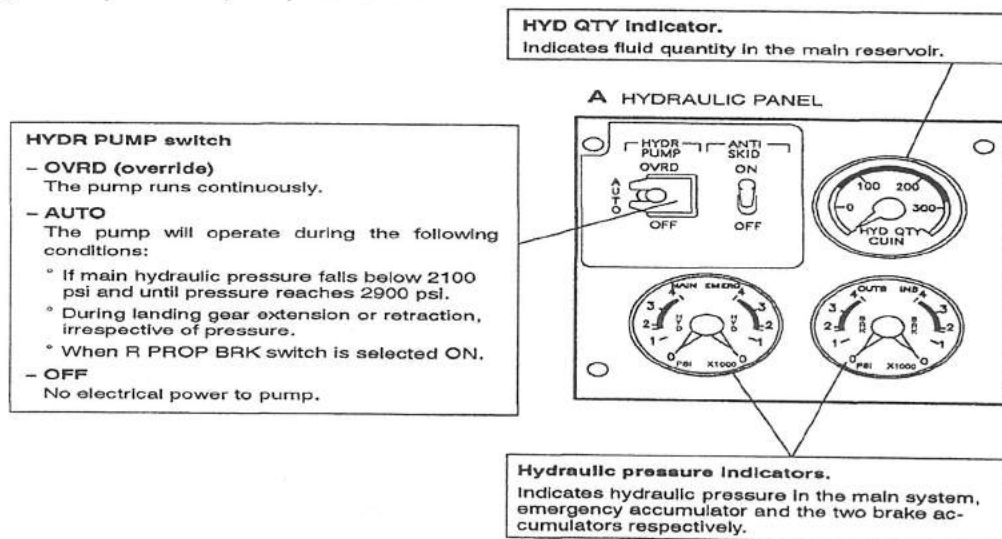 HYD QTY indicator.
Indicates fluid quantity in the main reservoir.
A HYDRAULIC PANEL
HYDR PUMP switch
– OVRD (override)
The pump runs continuously.
– AUTO
The pump will operate during the following
conditions:
° If main hydraulic pressure falls below 2100
psi and until pressure reaches 2900 psi.
° During landing gear extension or retraction,
irrespective of pressure.
° When R PROP BRK switch is selected ON.
– OFF
No electrical power to pump.
HYDR PUMP
OVRD
AUTO
OFF
ANTI SKID
ON
OFF
0 100 200 300
HYD QTY
CUIN
MAIN EMERG
HYD HYD
4 4
3 3
2 2
1 1
0 0
PSI X1000
OUTB INB
BRK BRK
4 4
3 3
2 2
1 1
0 0
PSI X1000
Hydraulic pressure indicators.
Indicates hydraulic pressure in the main system,
emergency accumulator and the two brake ac-
cumulators respectively.